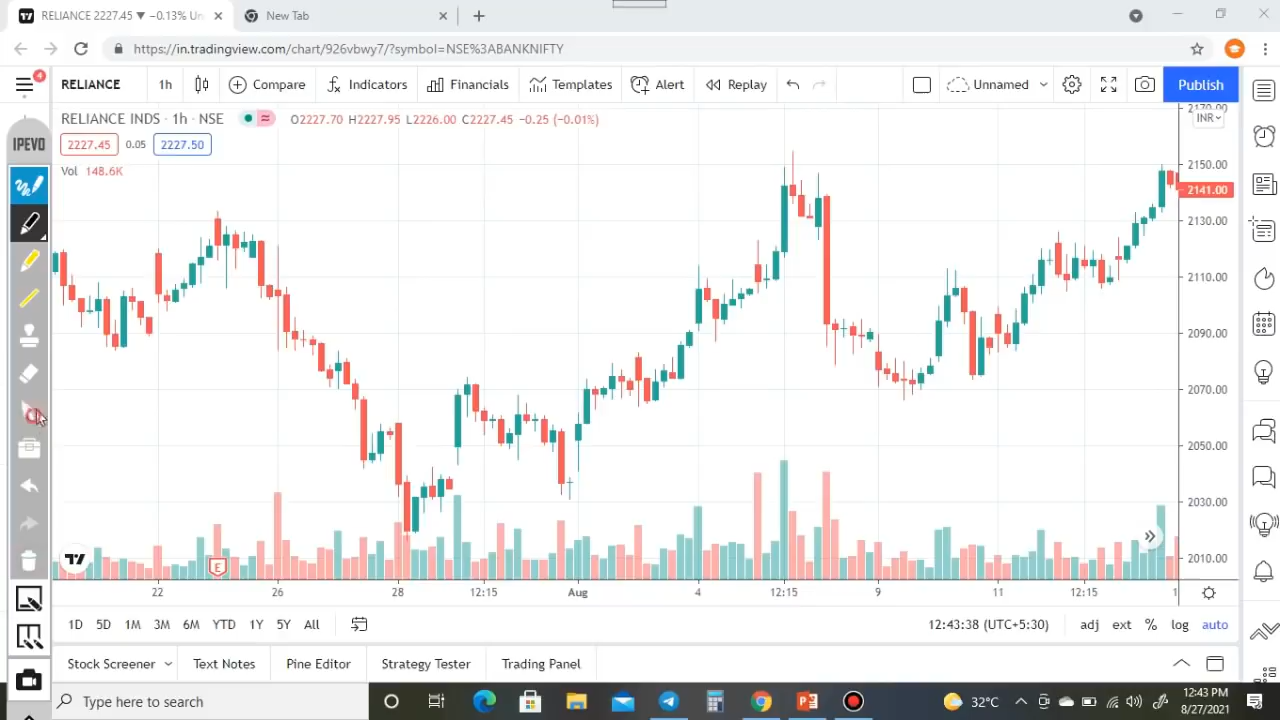 RELIANCE 2227.45 ▼ −0.13% Un
New Tab
https://in.tradingview.com/chart/926vbwy7/?symbol=NSE%3ABANKNIFTY
4
RELIANCE 1h Compare Indicators Financials Templates Alert Replay Unnamed Publish
RELIANCE INDS · 1h · NSE O2227.70 H2227.95 L2226.00 C2227.45 −0.25 (−0.01%)
2170.00
INR
IPEVO
2227.45 0.05 2227.50
Vol 148.6K
2150.00
2141.00
2130.00
2110.00
2090.00
2070.00
2050.00
2030.00
2010.00
E
22 26 28 12:15 Aug 4 12:15 9 11 12:15 1
1D 5D 1M 3M 6M YTD 1Y 5Y All 12:43:38 (UTC+5:30) adj ext % log auto
Stock Screener Text Notes Pine Editor Strategy Tester Trading Panel
Type here to search
32°C
12:43 PM
8/27/2021